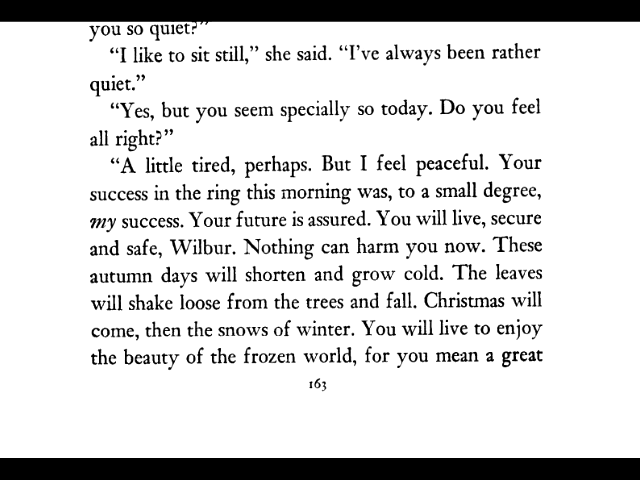 you so quiet?”
“I like to sit still,” she said. “I’ve always been rather
quiet.”
“Yes, but you seem specially so today. Do you feel
all right?”
“A little tired, perhaps. But I feel peaceful. Your
success in the ring this morning was, to a small degree,
my success. Your future is assured. You will live, secure
and safe, Wilbur. Nothing can harm you now. These
autumn days will shorten and grow cold. The leaves
will shake loose from the trees and fall. Christmas will
come, then the snows of winter. You will live to enjoy
the beauty of the frozen world, for you mean a great
163